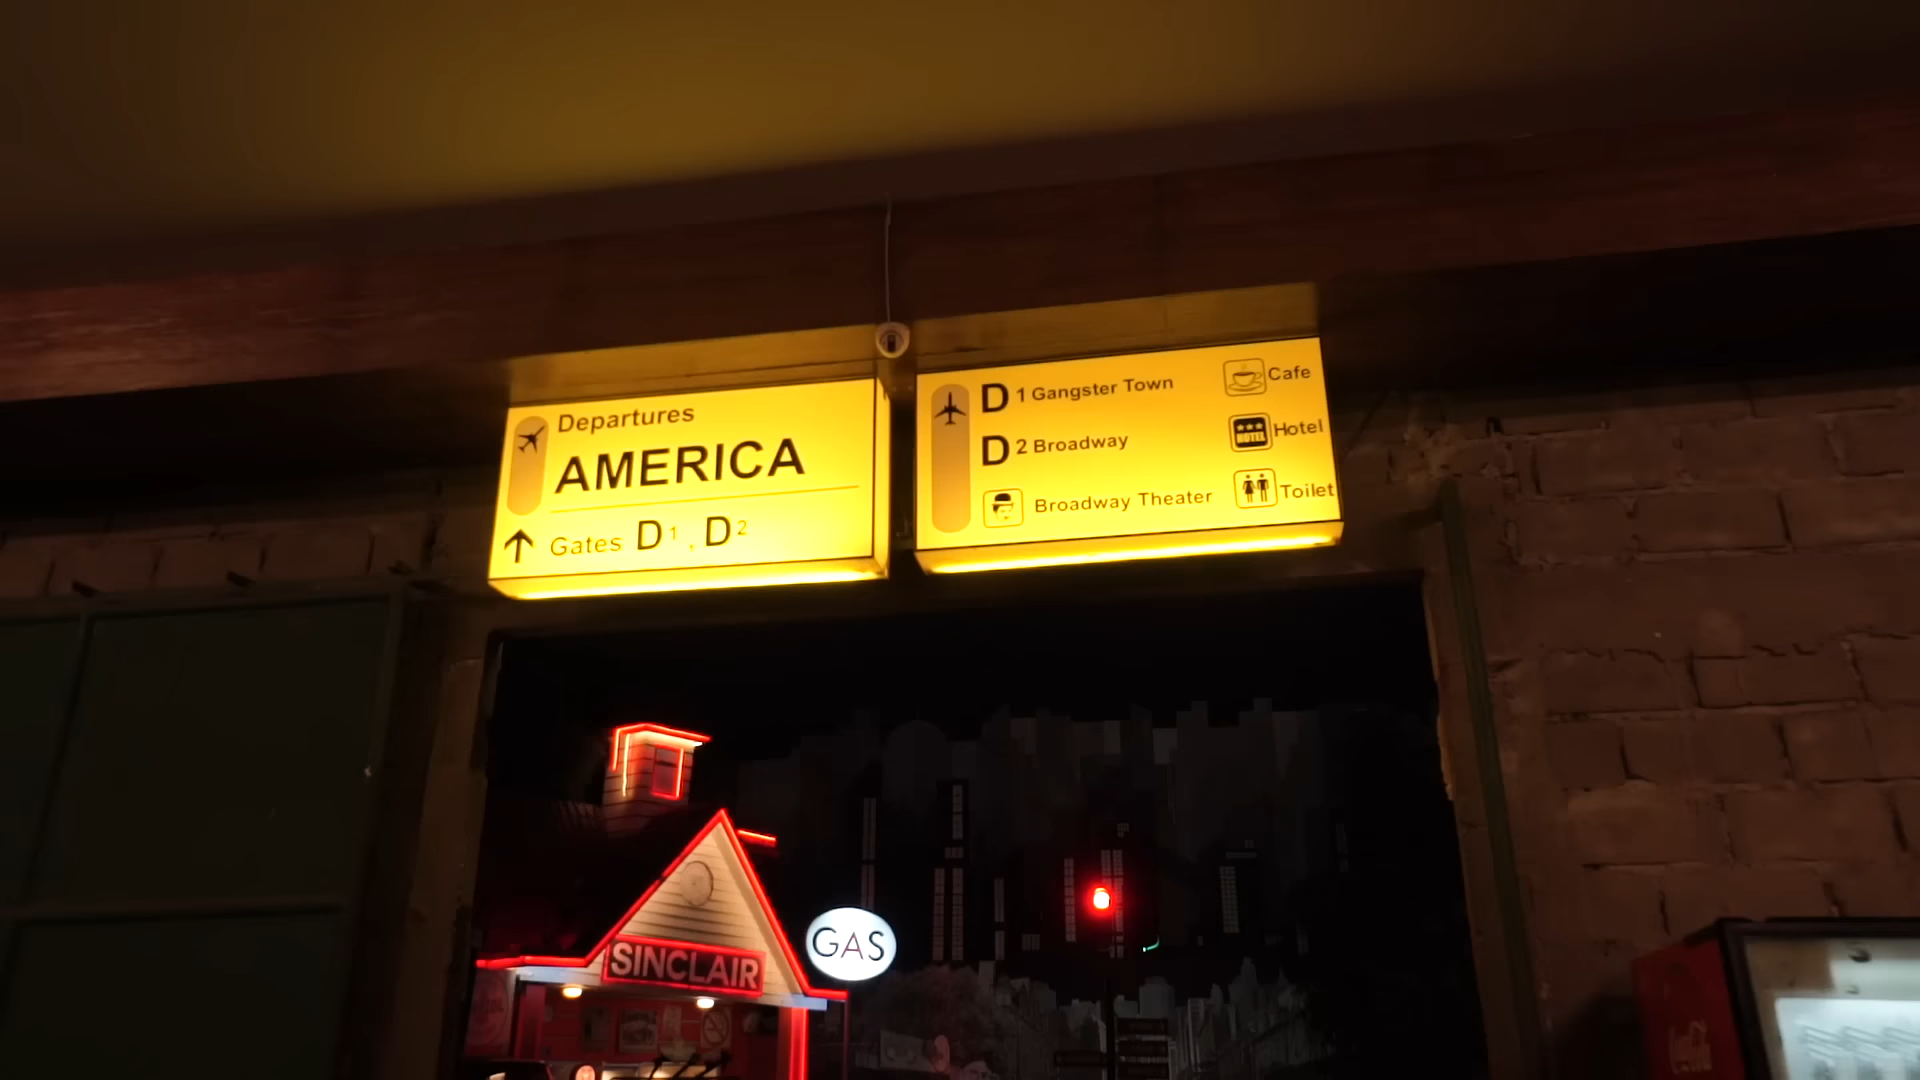 Departures
AMERICA
Gates D1, D2
D1 Gangster Town
D2 Broadway
Broadway Theater
Cafe
HOTEL Hotel
Toilet
SINCLAIR
GAS